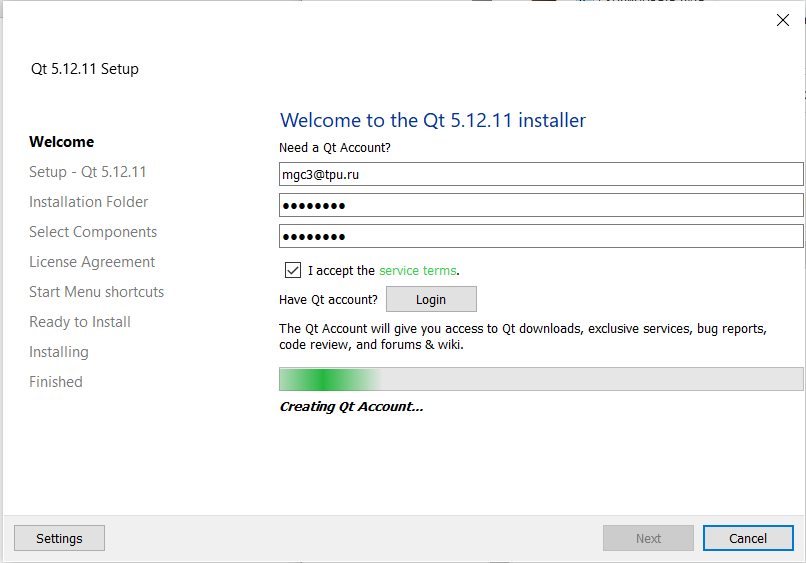 Qt 5.12.11 Setup
Welcome
Setup - Qt 5.12.11
Installation Folder
Select Components
License Agreement
Start Menu shortcuts
Ready to Install
Installing
Finished
Welcome to the Qt 5.12.11 installer
Need a Qt Account?
mgc3@tpu.ru
●●●●●●●●
●●●●●●●●
I accept the service terms.
Have Qt account?
Login
The Qt Account will give you access to Qt downloads, exclusive services, bug reports,
code review, and forums & wiki.
Creating Qt Account...
Settings
Next
Cancel